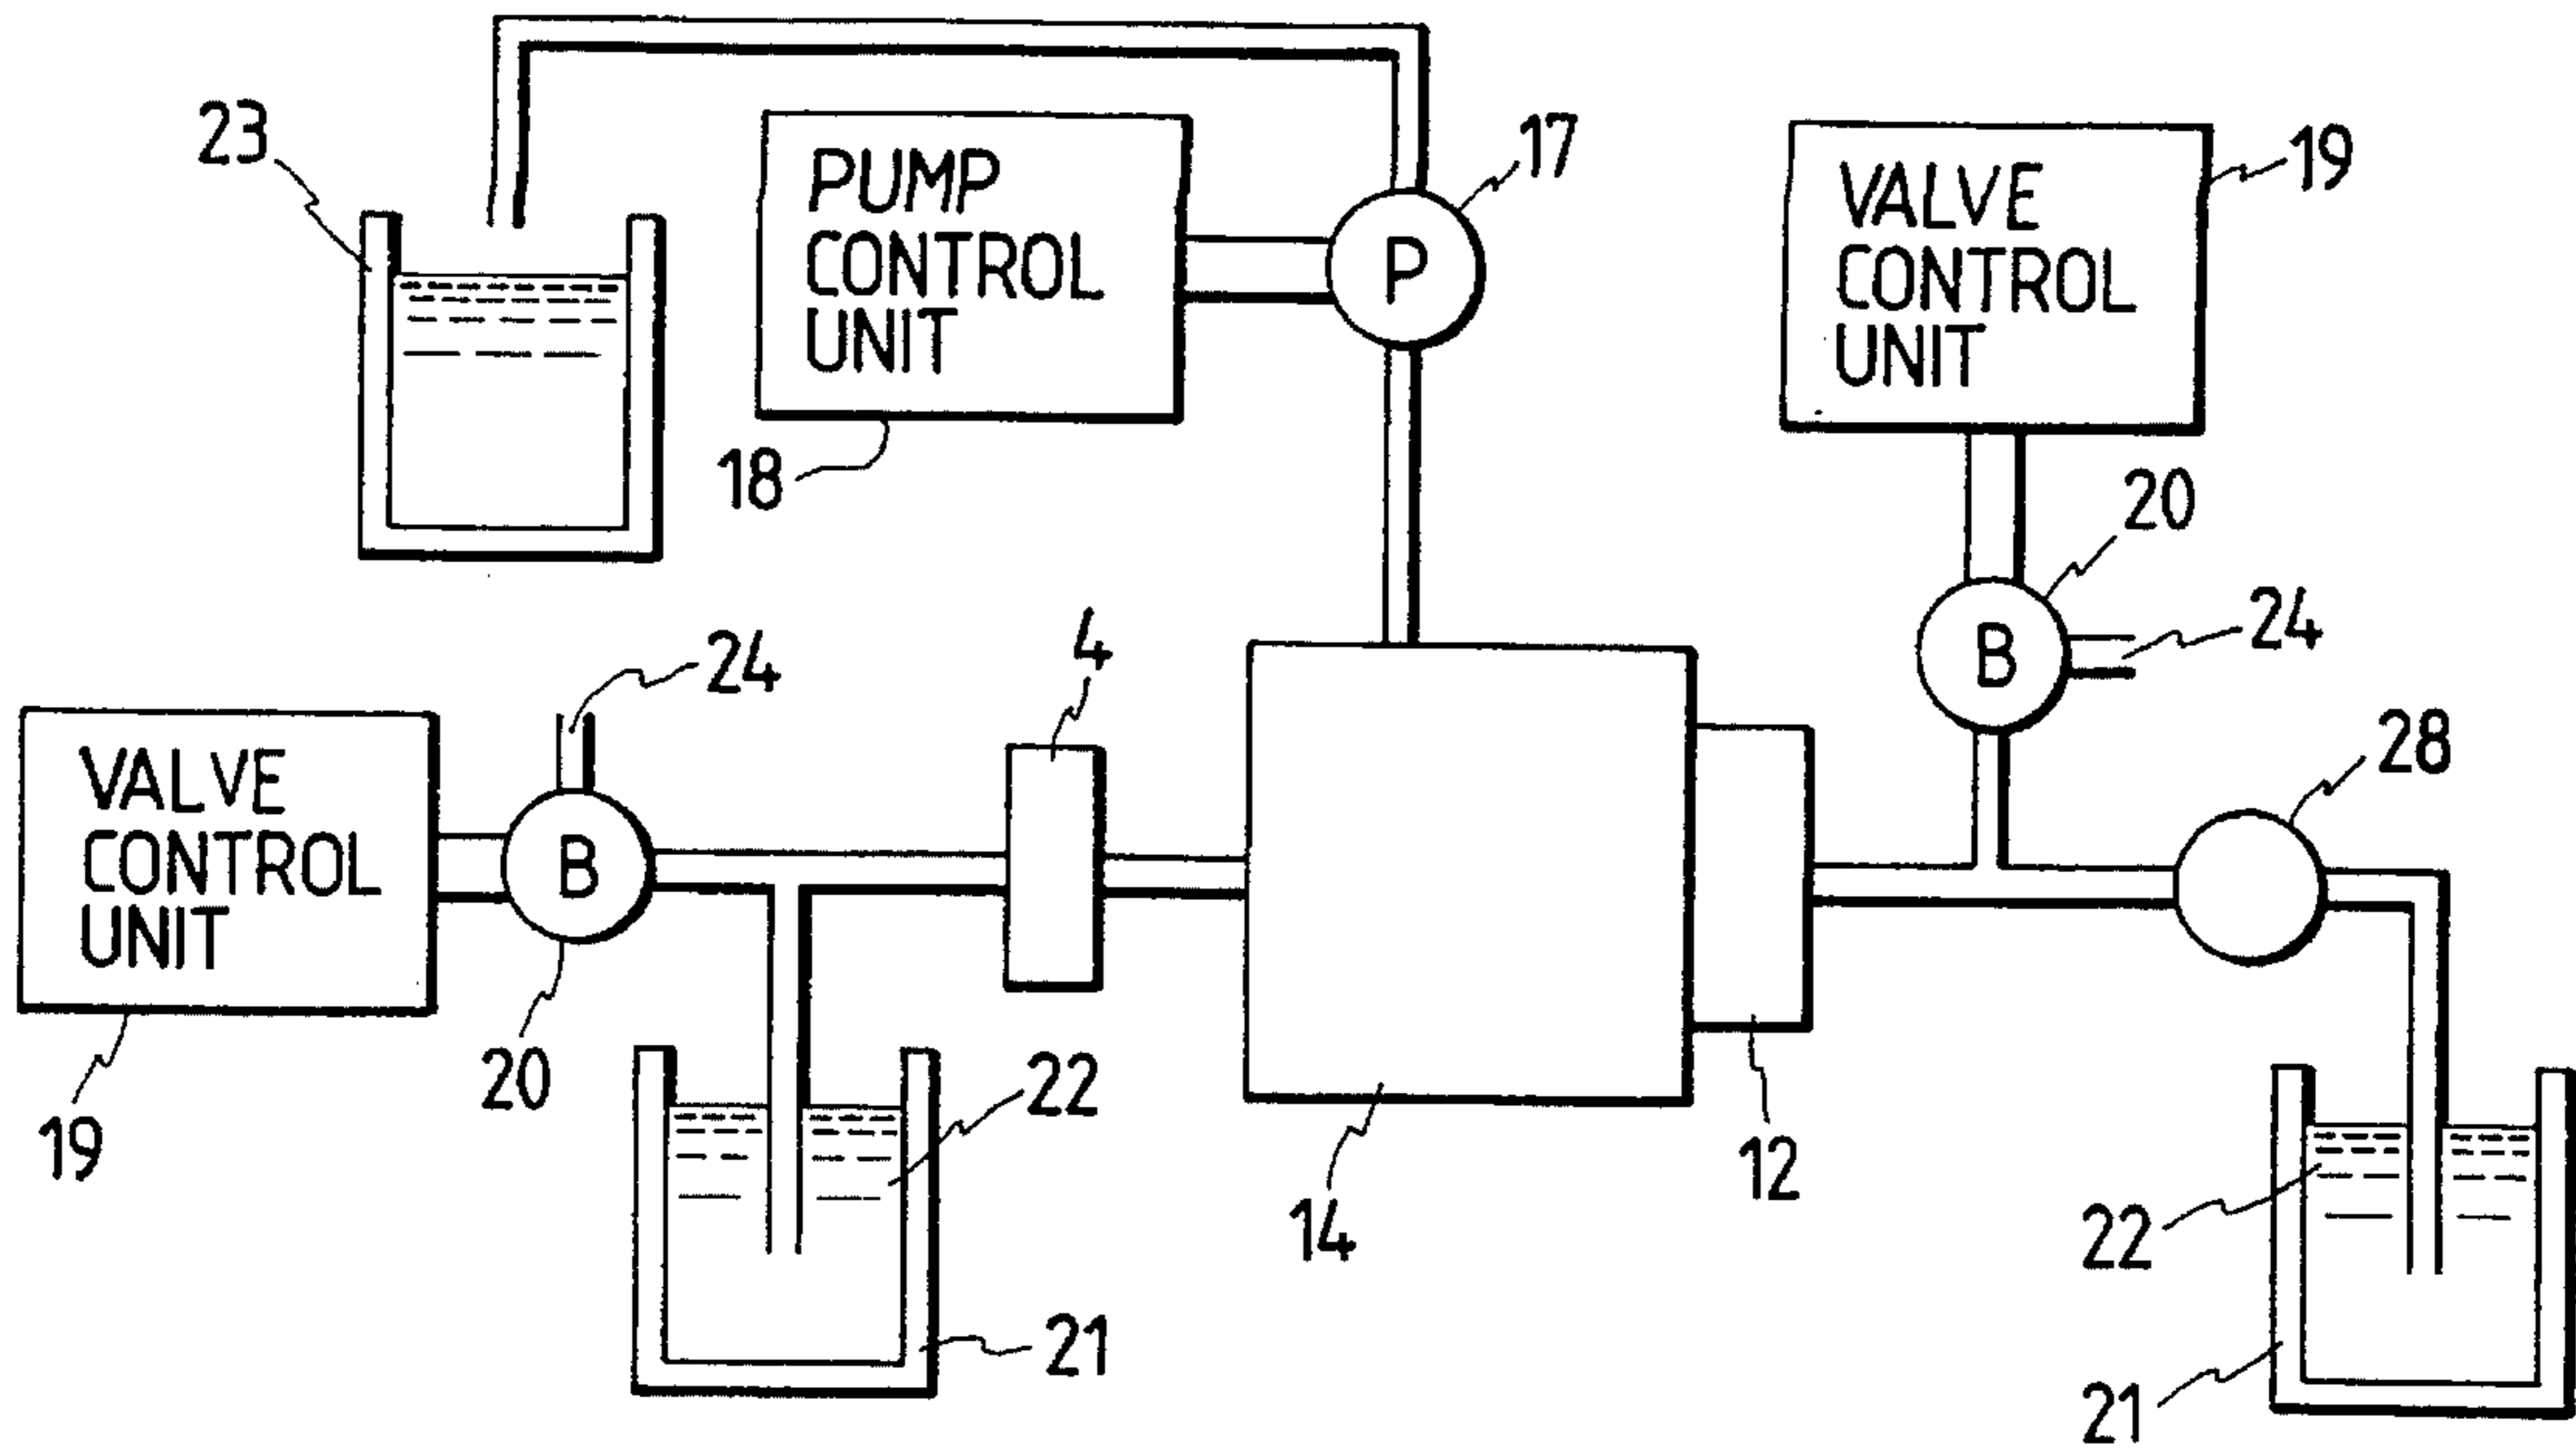 23
PUMP
CONTROL
UNIT
18
17
P
VALVE
CONTROL
UNIT
19
20
B
24
28
24
4
VALVE
CONTROL
UNIT
B
19
20
22
21
14
12
22
21